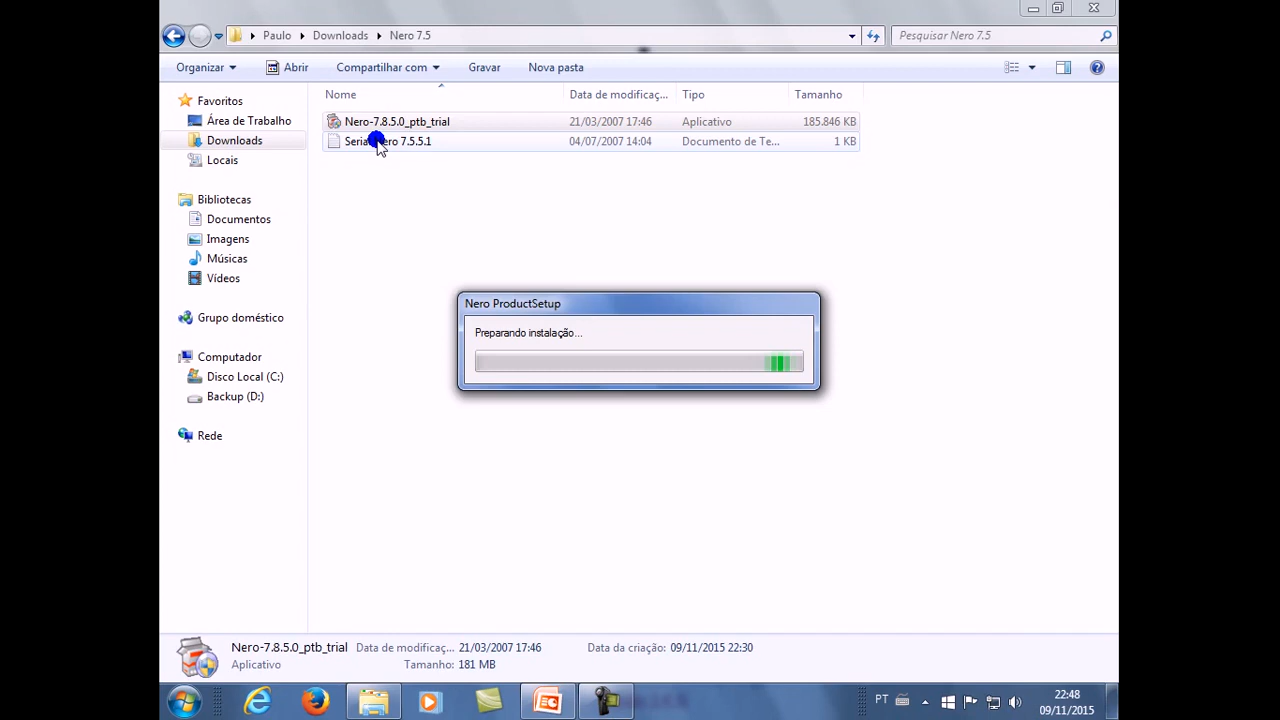 Paulo Downloads Nero 7.5 Pesquisar Nero 7.5
Organizar Abrir Compartilhar com Gravar Nova pasta
Nome Data de modificaç... Tipo Tamanho
Favoritos
Área de Trabalho
Downloads
Locais
Bibliotecas
Documentos
Imagens
Músicas
Vídeos
Grupo doméstico
Computador
Disco Local (C:)
Backup (D:)
Rede
Nero-7.8.5.0_ptb_trial 21/03/2007 17:46 Aplicativo 185.846 KB
7.5.5.1 04/07/2007 14:04 Documento de Te... 1 KB
Nero ProductSetup
Preparando instalação...
Nero-7.8.5.0_ptb_trial Data de modificaç... 21/03/2007 17:46 Data da criação: 09/11/2015 22:30
Aplicativo Tamanho: 181 MB
PT 22:48
09/11/2015